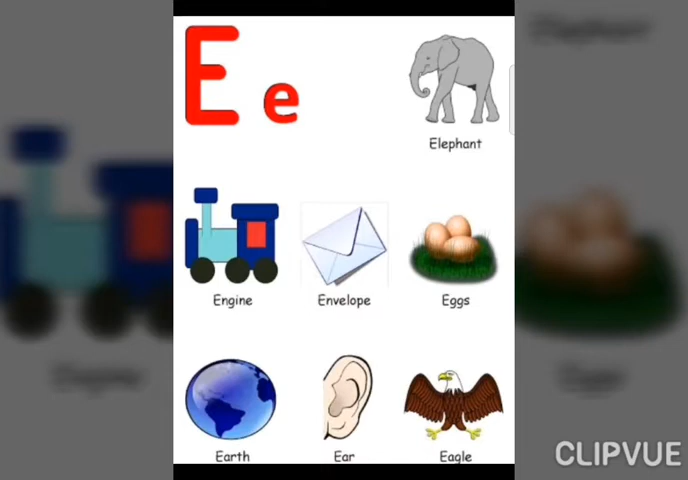 E e
Elephant
Engine Envelope Eggs
Earth Ear Eagle
CLIPVUE